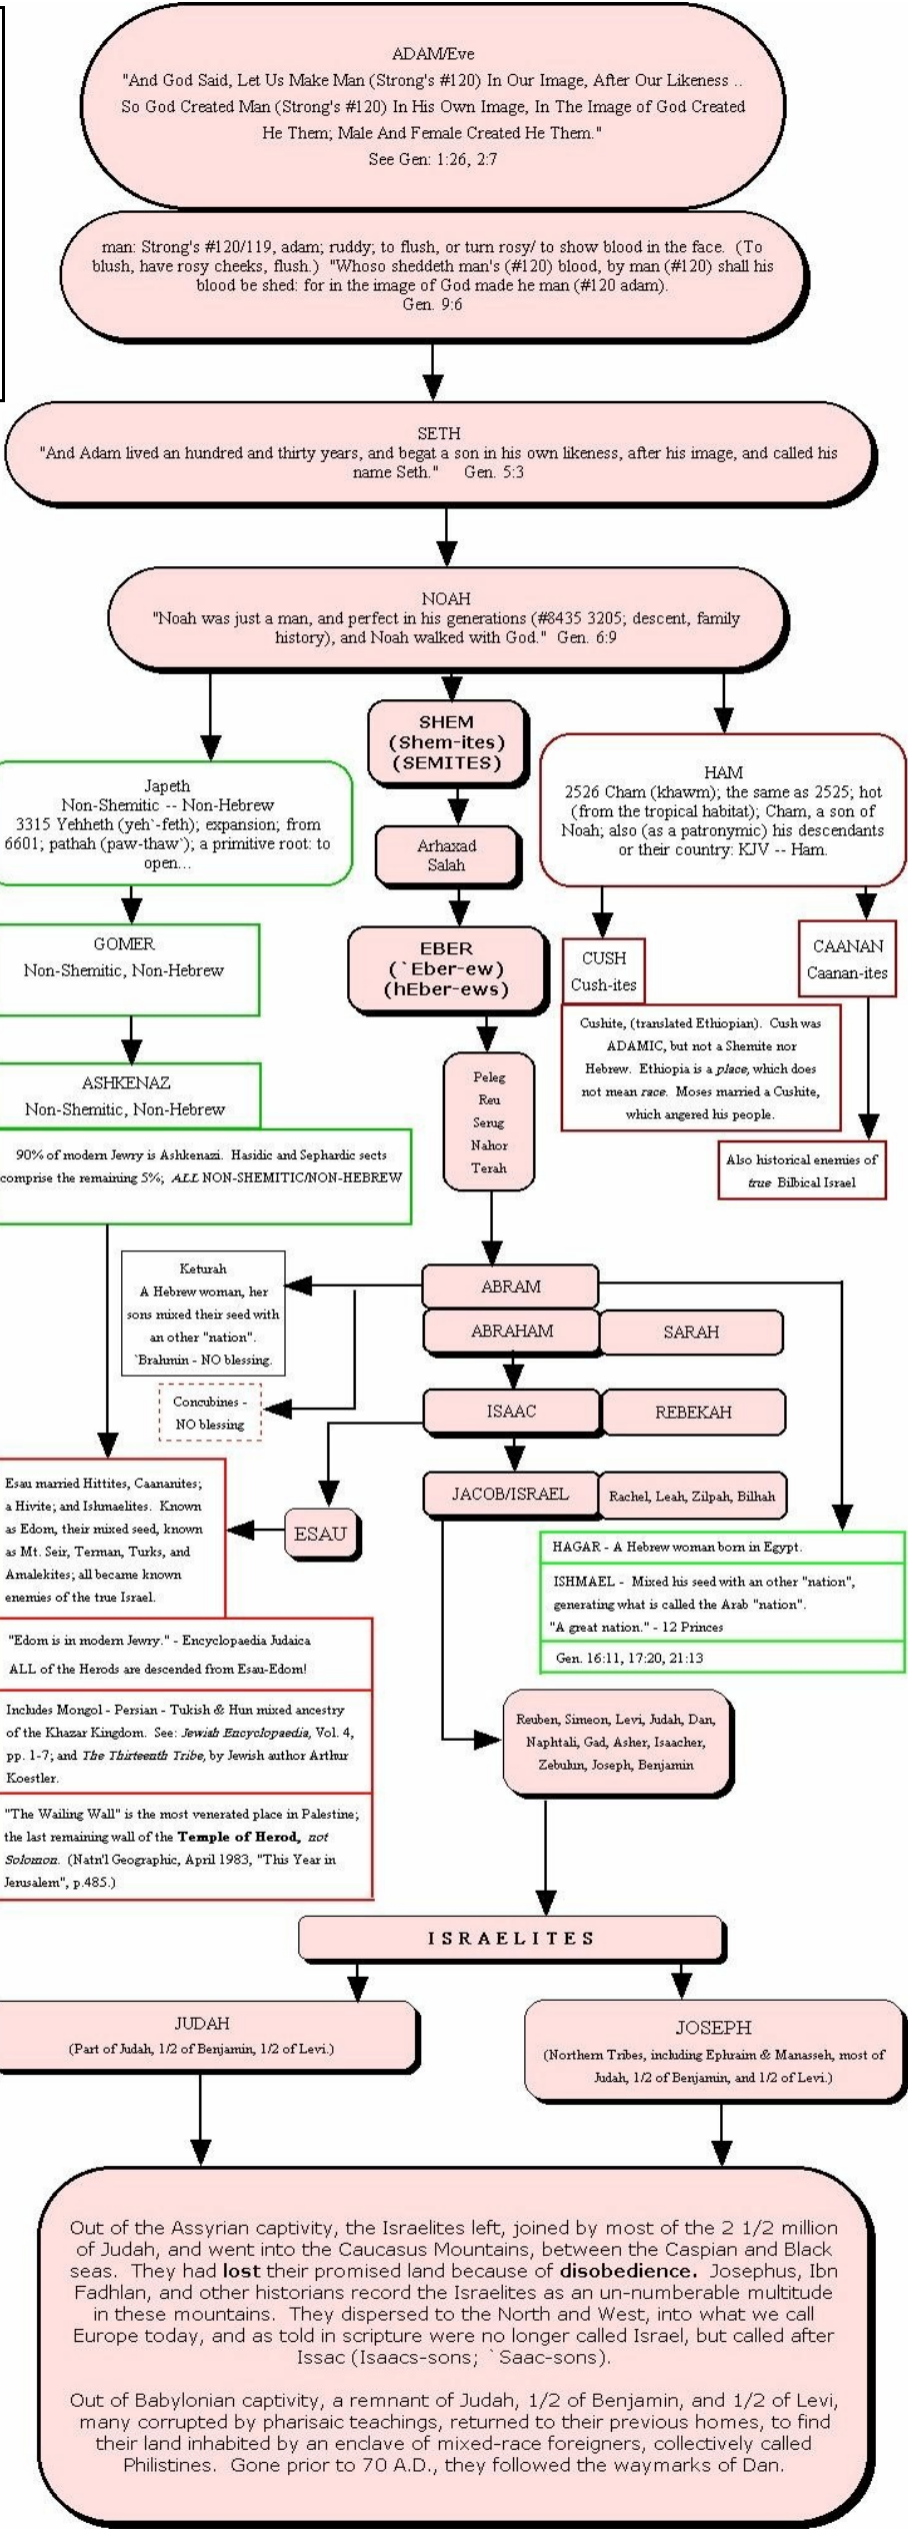 ADAM/Eve
"And God Said, Let Us Make Man (Strong's #120) In Our Image, After Our Likeness ..
So God Created Man (Strong's #120) In His Own Image, In The Image of God Created
He Them; Male And Female Created He Them."
See Gen: 1:26, 2:7
man: Strong's #120/119, adam; ruddy; to flush, or turn rosy/ to show blood in the face. (To
blush, have rosy cheeks, flush.) "Whoso sheddeth man's (#120) blood, by man (#120) shall his
blood be shed: for in the image of God made he man (#120 adam).
Gen. 9:6
SETH
"And Adam lived an hundred and thirty years, and begat a son in his own likeness, after his image, and called his
name Seth." Gen. 5:3
NOAH
"Noah was just a man, and perfect in his generations (#8435 3205; descent, family
history), and Noah walked with God." Gen. 6:9
SHEM
(Shem-ites)
(SEMITES)
Japeth
Non-Shemitic -- Non-Hebrew
3315 Yehheth (yeh`-feth); expansion; from
6601; pathah (paw-thaw`); a primitive root: to
open...
HAM
2526 Cham (khawm); the same as 2525; hot
(from the tropical habitat); Cham, a son of
Noah; also (as a patronymic) his descendants
or their country: KJV -- Ham.
Arhaxad
Salah
GOMER
Non-Shemitic, Non-Hebrew
EBER
(`Eber-ew)
(hEber-ews)
CUSH
Cush-ites
CAANAN
Caanan-ites
Cushite, (translated Ethiopian). Cush was
ADAMIC, but not a Shemite nor
Hebrew. Ethiopia is a place, which does
not mean race. Moses married a Cushite,
which angered his people.
ASHKENAZ
Non-Shemitic, Non-Hebrew
Peleg
Reu
Serug
Nahor
Terah
90% of modern Jewry is Ashkenazi. Hasidic and Sephardic sects
comprise the remaining 5%; ALL NON-SHEMITIC/NON-HEBREW
Also historical enemies of
true Bilbical Israel
Keturah
A Hebrew woman, her
sons mixed their seed with
an other "nation".
`Brahmin - NO blessing.
ABRAM
ABRAHAM
SARAH
Concubines -
NO blessing
ISAAC
REBEKAH
JACOB/ISRAEL
Rachel, Leah, Zilpah, Bilhah
Esau married Hittites, Caananites;
a Hivite; and Ishmaelites. Known
as Edom, their mixed seed, known
as Mt. Seir, Terman, Turks, and
Amalekites; all became known
enemies of the true Israel.
ESAU
HAGAR - A Hebrew woman born in Egypt.
ISHMAEL - Mixed his seed with an other "nation",
generating what is called the Arab "nation".
"A great nation." - 12 Princes
Gen. 16:11, 17:20, 21:13
"Edom is in modern Jewry." - Encyclopaedia Judaica
ALL of the Herods are descended from Esau-Edom!
Includes Mongol - Persian - Tukish & Hun mixed ancestry
of the Khazar Kingdom. See: Jewish Encyclopaedia, Vol. 4,
pp. 1-7; and The Thirteenth Tribe, by Jewish author Arthur
Koestler.
Reuben, Simeon, Levi, Judah, Dan,
Naphtali, Gad, Asher, Isaacher,
Zebulun, Joseph, Benjamin
"The Wailing Wall" is the most venerated place in Palestine;
the last remaining wall of the Temple of Herod, not
Solomon. (Natn'l Geographic, April 1983, "This Year in
Jerusalem", p.485.)
ISRAELITES
JUDAH
(Part of Judah, 1/2 of Benjamin, 1/2 of Levi.)
JOSEPH
(Northern Tribes, including Ephraim & Manasseh, most of
Judah, 1/2 of Benjamin, and 1/2 of Levi.)
Out of the Assyrian captivity, the Israelites left, joined by most of the 2 1/2 million
of Judah, and went into the Caucasus Mountains, between the Caspian and Black
seas. They had lost their promised land because of disobedience. Josephus, Ibn
Fadhlan, and other historians record the Israelites as an un-numberable multitude
in these mountains. They dispersed to the North and West, into what we call
Europe today, and as told in scripture were no longer called Israel, but called after
Issac (Isaacs-sons; `Saac-sons).
Out of Babylonian captivity, a remnant of Judah, 1/2 of Benjamin, and 1/2 of Levi,
many corrupted by pharisaic teachings, returned to their previous homes, to find
their land inhabited by an enclave of mixed-race foreigners, collectively called
Philistines. Gone prior to 70 A.D., they followed the waymarks of Dan.